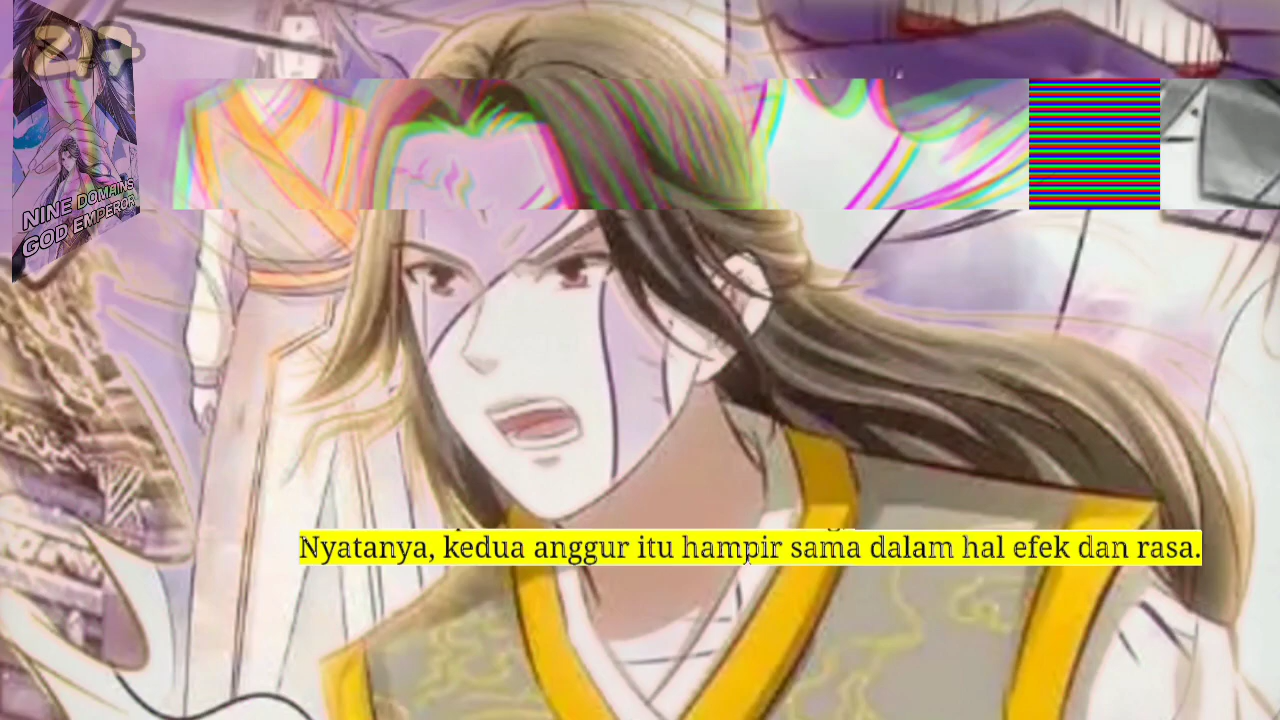 NINE DOMAINS
GOD EMPEROR
Nyatanya, kedua anggur itu hampir sama dalam hal efek dan rasa.